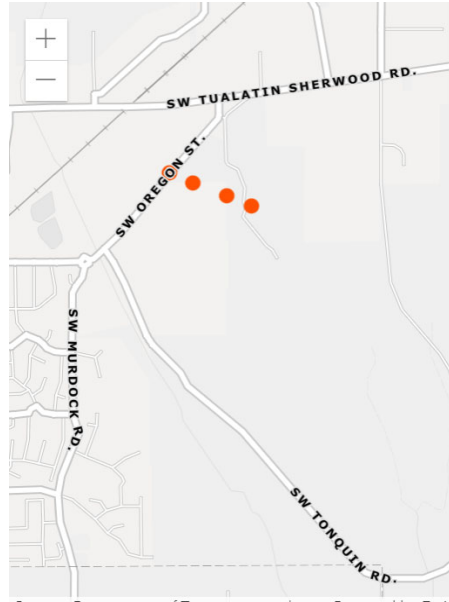 +
−
SW TUALATIN SHERWOOD RD.
SW OREGON ST.
SW MURDOCK RD.
SW TONQUIN RD.